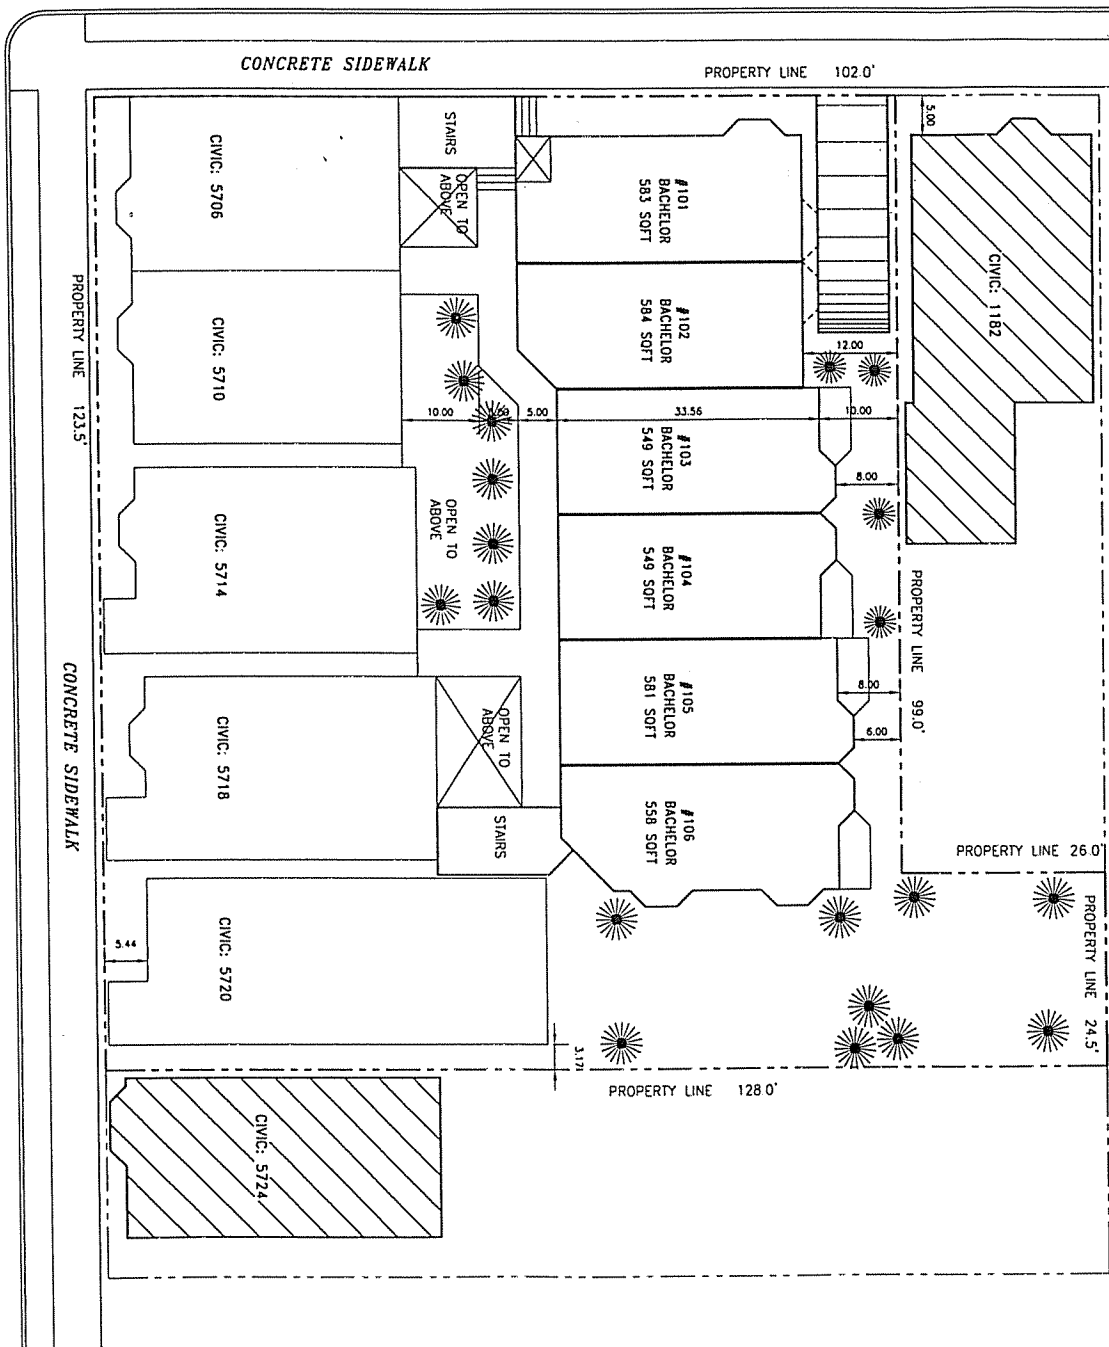 CONCRETE SIDEWALK
PROPERTY LINE 102.0'
STAIRS
5.00
CIVIC: 5706
OPEN TO
ABOVE
#101
BACHELOR
583 SQFT
CIVIC: 1182
PROPERTY LINE 123.5'
CIVIC: 5710
#102
BACHELOR
584 SQFT
12.00
10.00
5.00
33.56
10.00
#103
BACHELOR
549 SQFT
8.00
CIVIC: 5714
OPEN TO
ABOVE
#104
BACHELOR
549 SQFT
PROPERTY LINE 99.0'
CONCRETE SIDEWALK
CIVIC: 5718
OPEN TO
ABOVE
#105
BACHELOR
581 SQFT
8.00
6.00
STAIRS
#106
BACHELOR
558 SQFT
PROPERTY LINE 26.0'
PROPERTY LINE 24.5'
5.44
CIVIC: 5720
3.17
PROPERTY LINE 128.0'
CIVIC: 5724